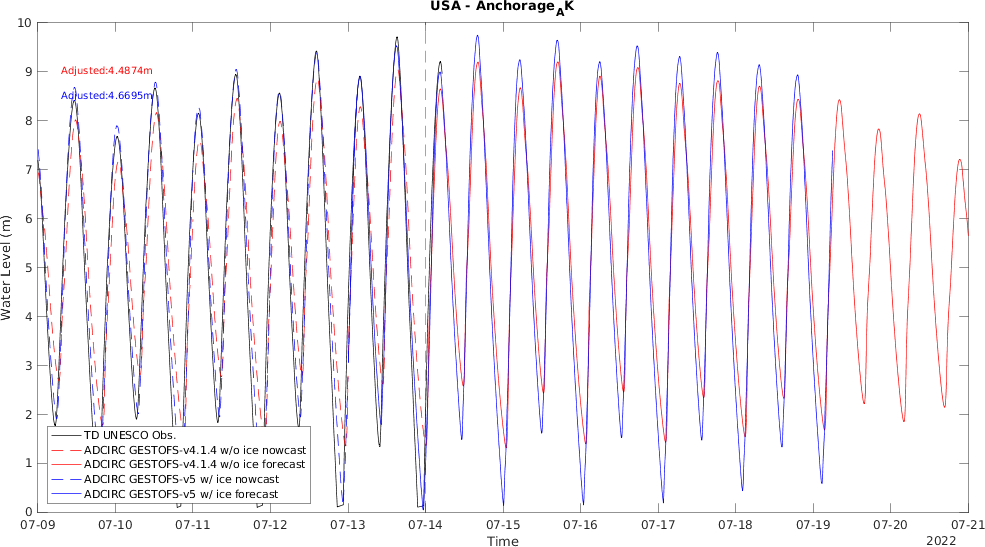 USA - Anchorage_AK
10
9
8
7
6
5
4
3
2
1
0
Water Level (m)
Adjusted:4.4874m
Adjusted:4.6695m
TD UNESCO Obs.
ADCIRC GESTOFS-v4.1.4 w/o ice nowcast
ADCIRC GESTOFS-v4.1.4 w/o ice forecast
ADCIRC GESTOFS-v5 w/ ice nowcast
ADCIRC GESTOFS-v5 w/ ice forecast
07-09 07-10 07-11 07-12 07-13 07-14 07-15 07-16 07-17 07-18 07-19 07-20 07-21
Time
2022